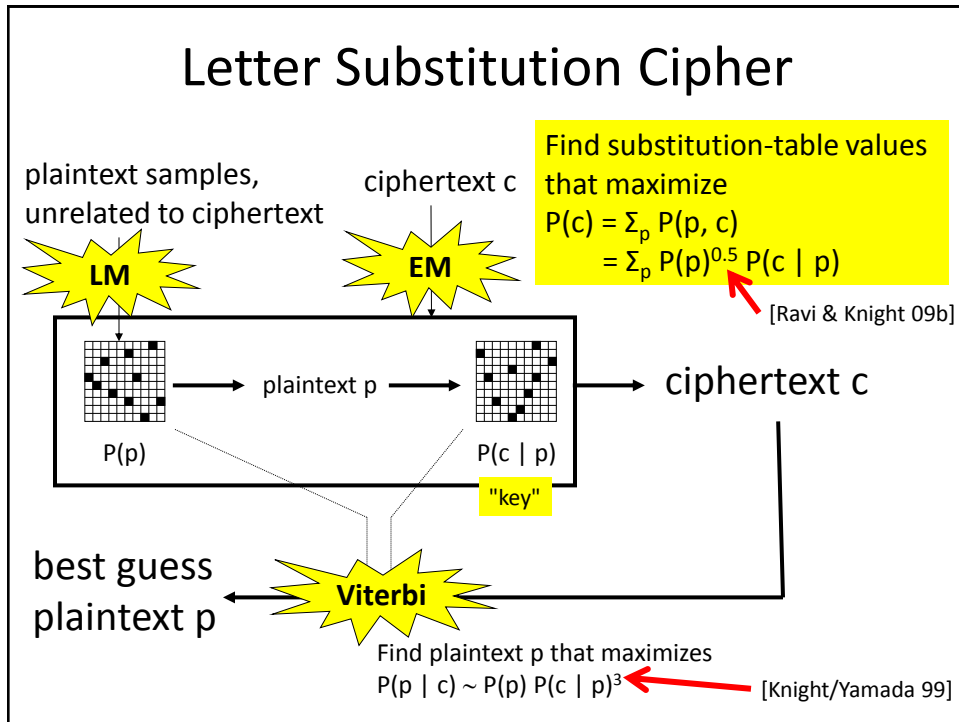 Letter Substitution Cipher
plaintext samples,
unrelated to ciphertext
ciphertext c
Find substitution-table values
that maximize
P(c) = Σₚ P(p, c)
= Σₚ P(p)⁰·⁵ P(c | p)
[Ravi & Knight 09b]
LM
EM
plaintext p
ciphertext c
P(p)
P(c | p)
"key"
best guess
plaintext p
Viterbi
Find plaintext p that maximizes
P(p | c) ~ P(p) P(c | p)³
[Knight/Yamada 99]